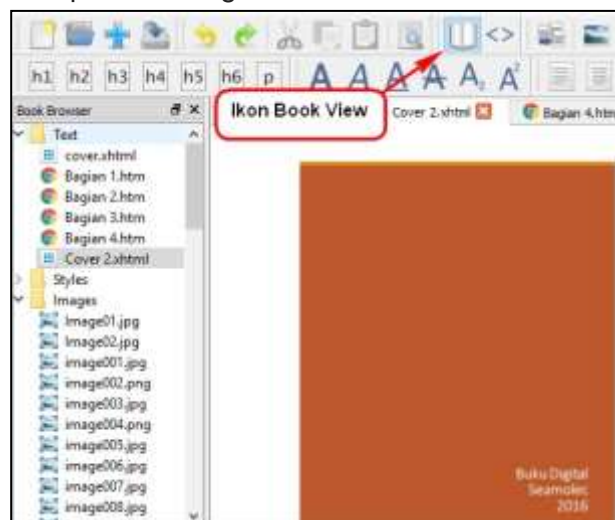 h1 h2 h3 h4 h5 h6 p A A A A A₂ A²
Book Browser
Ikon Book View
Cover 2.xhtml
Bagian 4.htm
Text
cover.xhtml
Bagian 1.htm
Bagian 2.htm
Bagian 3.htm
Bagian 4.htm
Cover 2.xhtml
Styles
Images
Image01.jpg
Image02.jpg
image001.jpg
image002.png
image003.jpg
image004.png
image005.jpg
image006.jpg
image007.jpg
image008.jpg
Buku Digital
Seamolec
2016